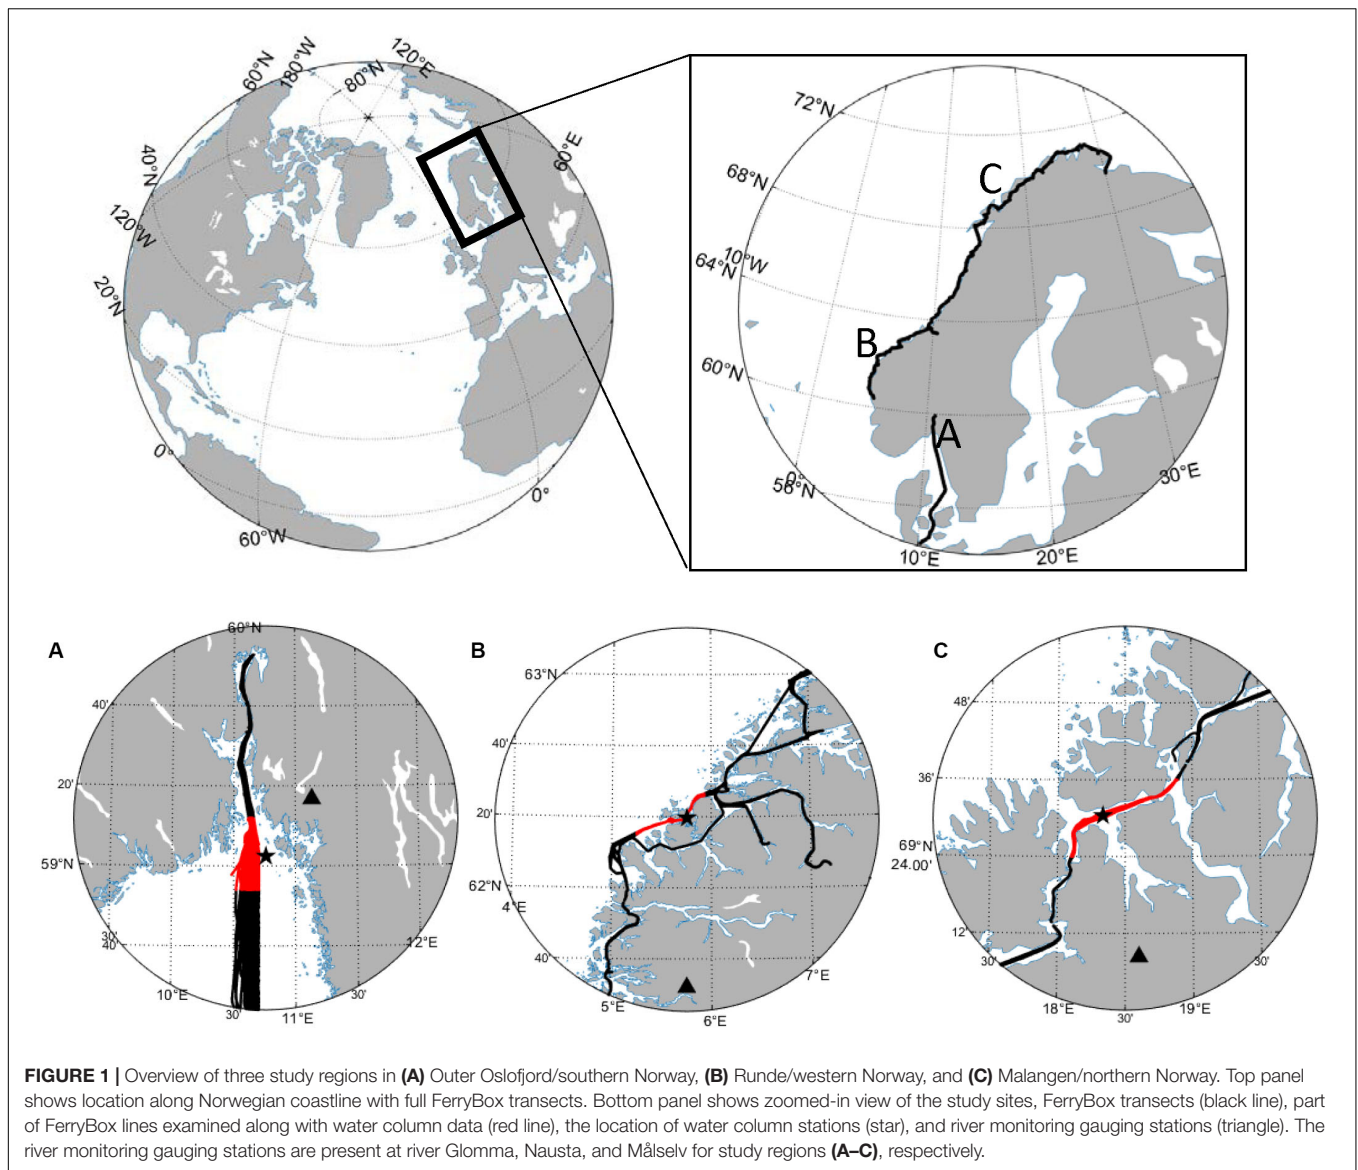 60°N
180°W
80°N
120°E
60°E
40°N
120°W
20°N
0°
60°W
0°
72°N
68°N
10°W
64°N
60°N
0°
56°N
10°E
20°E
30°E
C
B
A
A
60°N
40'
20'
59°N
30'
40'
10°E
30'
11°E
30'
12°E
B
63°N
40'
20'
62°N
4°E
40'
5°E
6°E
7°E
C
48'
36'
69°N
24.00'
12'
30'
18°E
30'
19°E
30'
FIGURE 1 | Overview of three study regions in (A) Outer Oslofjord/southern Norway, (B) Runde/western Norway, and (C) Malangen/northern Norway. Top panel
shows location along Norwegian coastline with full FerryBox transects. Bottom panel shows zoomed-in view of the study sites, FerryBox transects (black line), part
of FerryBox lines examined along with water column data (red line), the location of water column stations (star), and river monitoring gauging stations (triangle). The
river monitoring gauging stations are present at river Glomma, Nausta, and Målselv for study regions (A–C), respectively.